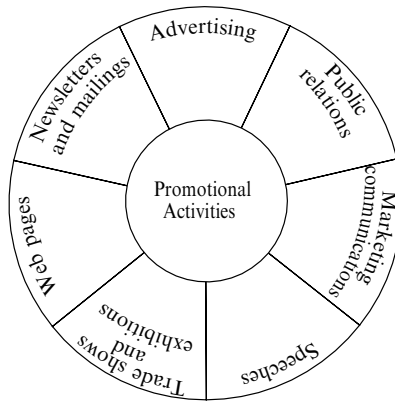 Advertising
Public
relations
Marketing
communications
Speeches
Trade shows
and
exhibitions
Web pages
Newsletters
and mailings
Promotional
Activities